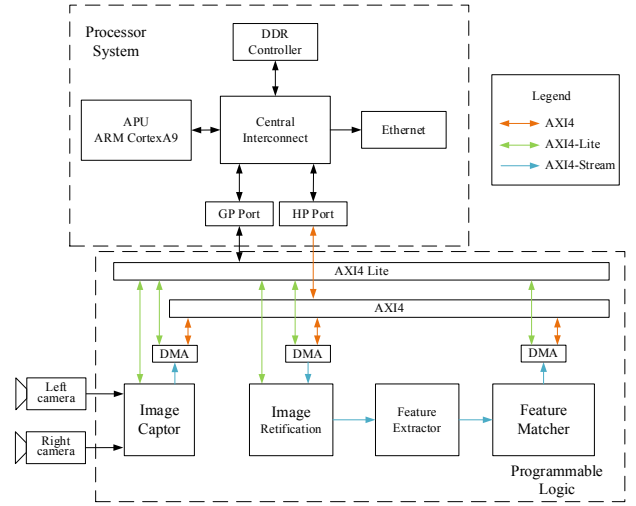 Processor
System
DDR
Controller
APU
ARM CortexA9
Central
Interconnect
Ethernet
GP Port
HP Port
Legend
AXI4
AXI4-Lite
AXI4-Stream
AXI4 Lite
AXI4
DMA
DMA
DMA
Left
camera
Right
camera
Image
Captor
Image
Retification
Feature
Extractor
Feature
Matcher
Programmable
Logic